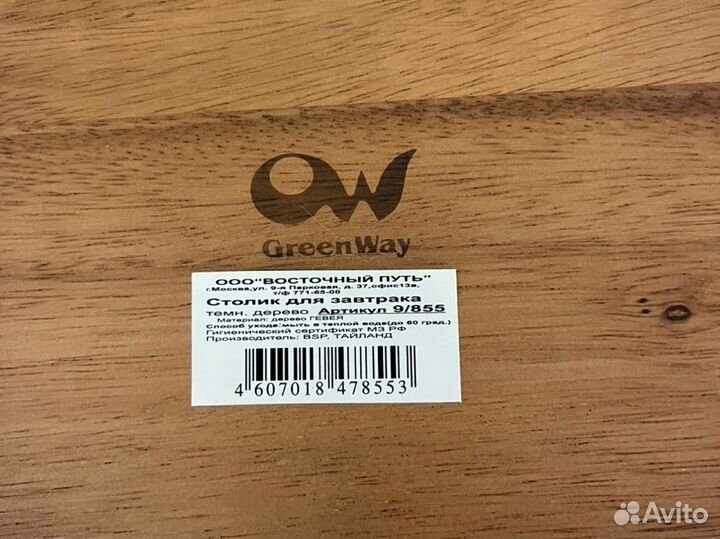 GreenWay
ООО"ВОСТОЧНЫЙ ПУТЬ"
г.Москва,ул. 9-я Парковая, д. 37,офис13в,
т/ф 771-65-00
Столик для завтрака
темн. дерево Артикул 9/855
Материал: дерево ГЕВЕЯ
Способ ухода:мыть в теплой воде(до 60 град.)
Гигиенический сертификат МЗ РФ
Производитель: BSP, ТАЙЛАНД
4 607018 478553
Avito